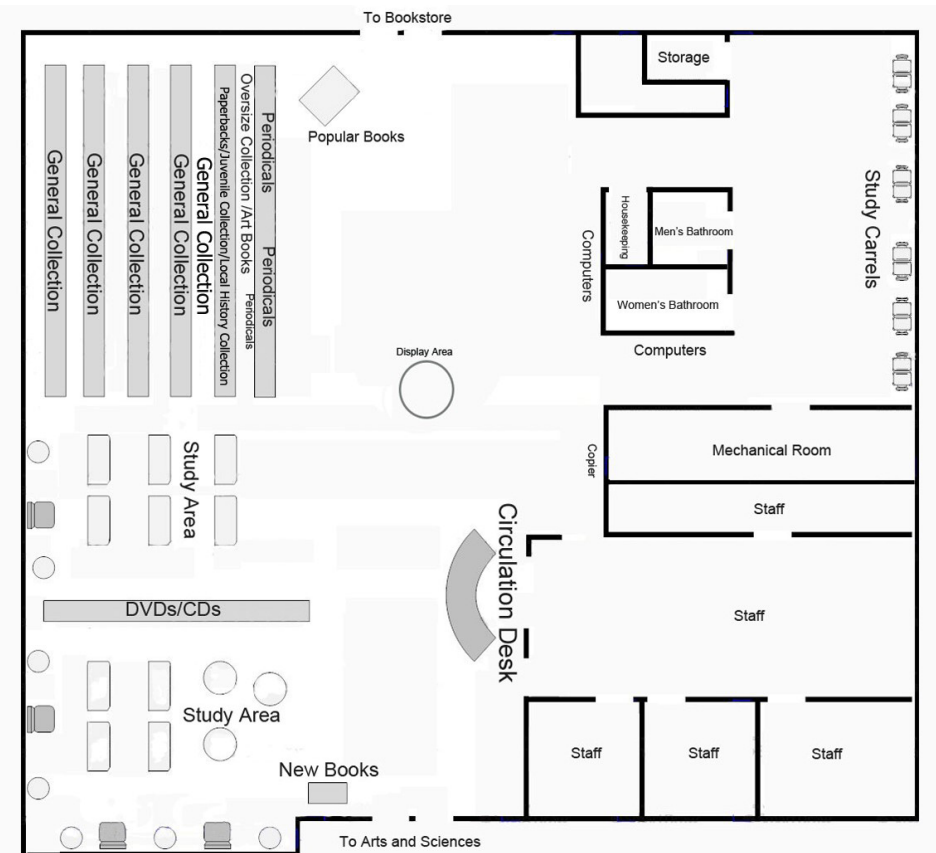 To Bookstore
Storage
Popular Books
General Collection
General Collection
General Collection
General Collection
General Collection
Paperbacks/Juvenile Collection/Local History Collection
Oversize Collection /Art Books
Periodicals
Periodicals
Periodicals
Housekeeping
Men's Bathroom
Women's Bathroom
Computers
Computers
Study Carrels
Display Area
Mechanical Room
Copier
Staff
Study Area
Circulation Desk
DVDs/CDs
Staff
Study Area
Staff
Staff
Staff
New Books
To Arts and Sciences